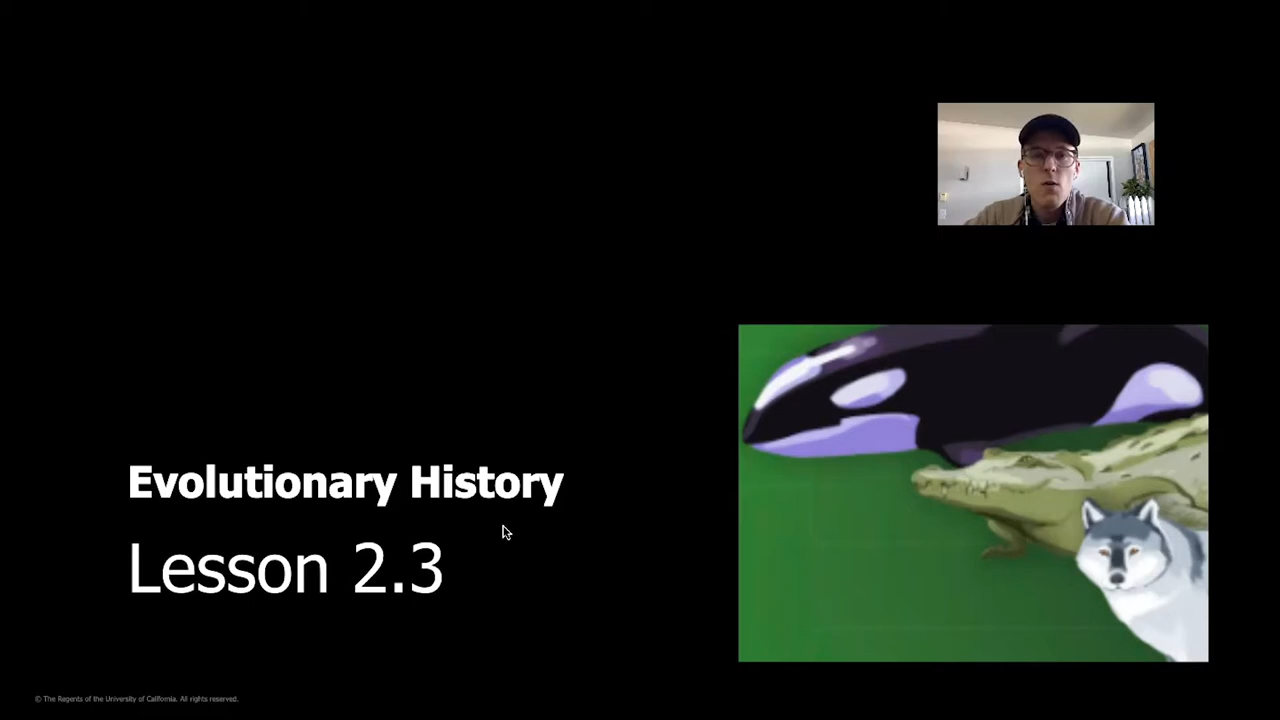 Evolutionary History
Lesson 2.3
© The Regents of the University of California. All rights reserved.